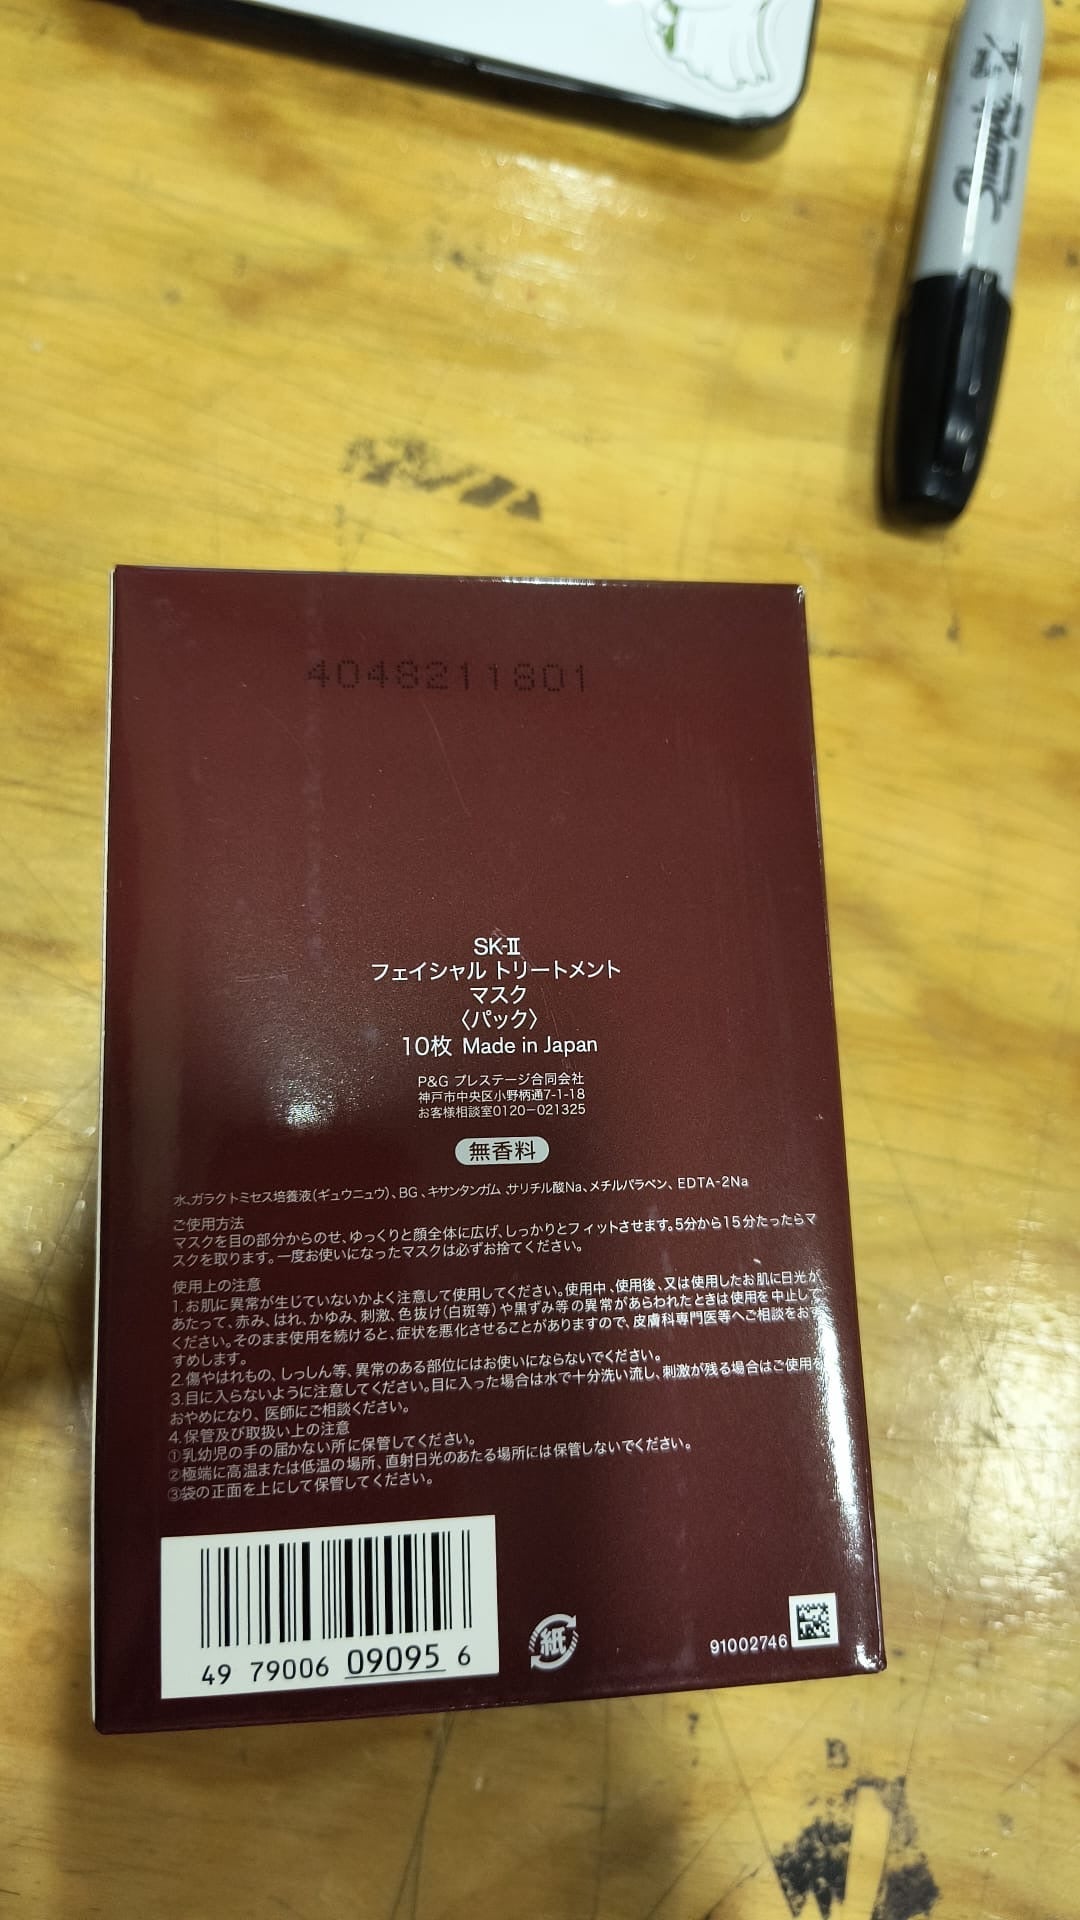 Sharpie
4048211801
SK-II
フェイシャル トリートメント
マスク
〈パック〉
10枚 Made in Japan
P&G プレステージ合同会社
神戸市中央区小野柄通7-1-18
お客様相談室0120-021325
無香料
水、ガラクトミセス培養液(ギュウニュウ)、BG、キサンタンガム、サリチル酸Na、メチルパラベン、EDTA-2Na
ご使用方法
マスクを目の部分からのせ、ゆっくりと顔全体に広げ、しっかりとフィットさせます。5分から15分たったらマ
スクを取ります。一度お使いになったマスクは必ずお捨てください。
使用上の注意
1.お肌に異常が生じていないかよく注意して使用してください。使用中、使用後、又は使用したお肌に日光が
あたって、赤み、はれ、かゆみ、刺激、色抜け(白斑等)や黒ずみ等の異常があらわれたときは使用を中止して
ください。そのまま使用を続けると、症状を悪化させることがありますので、皮膚科専門医等へご相談をおす
すめします。
2.傷やはれもの、しっしん等、異常のある部位にはお使いにならないでください。
3.目に入らないように注意してください。目に入った場合は水で十分洗い流し、刺激が残る場合はご使用を
おやめになり、医師にご相談ください。
4.保管及び取扱い上の注意
①乳幼児の手の届かない所に保管してください。
②極端に高温または低温の場所、直射日光のあたる場所には保管しないでください。
③袋の正面を上にして保管してください。
49 79006 09095 6
紙
91002746